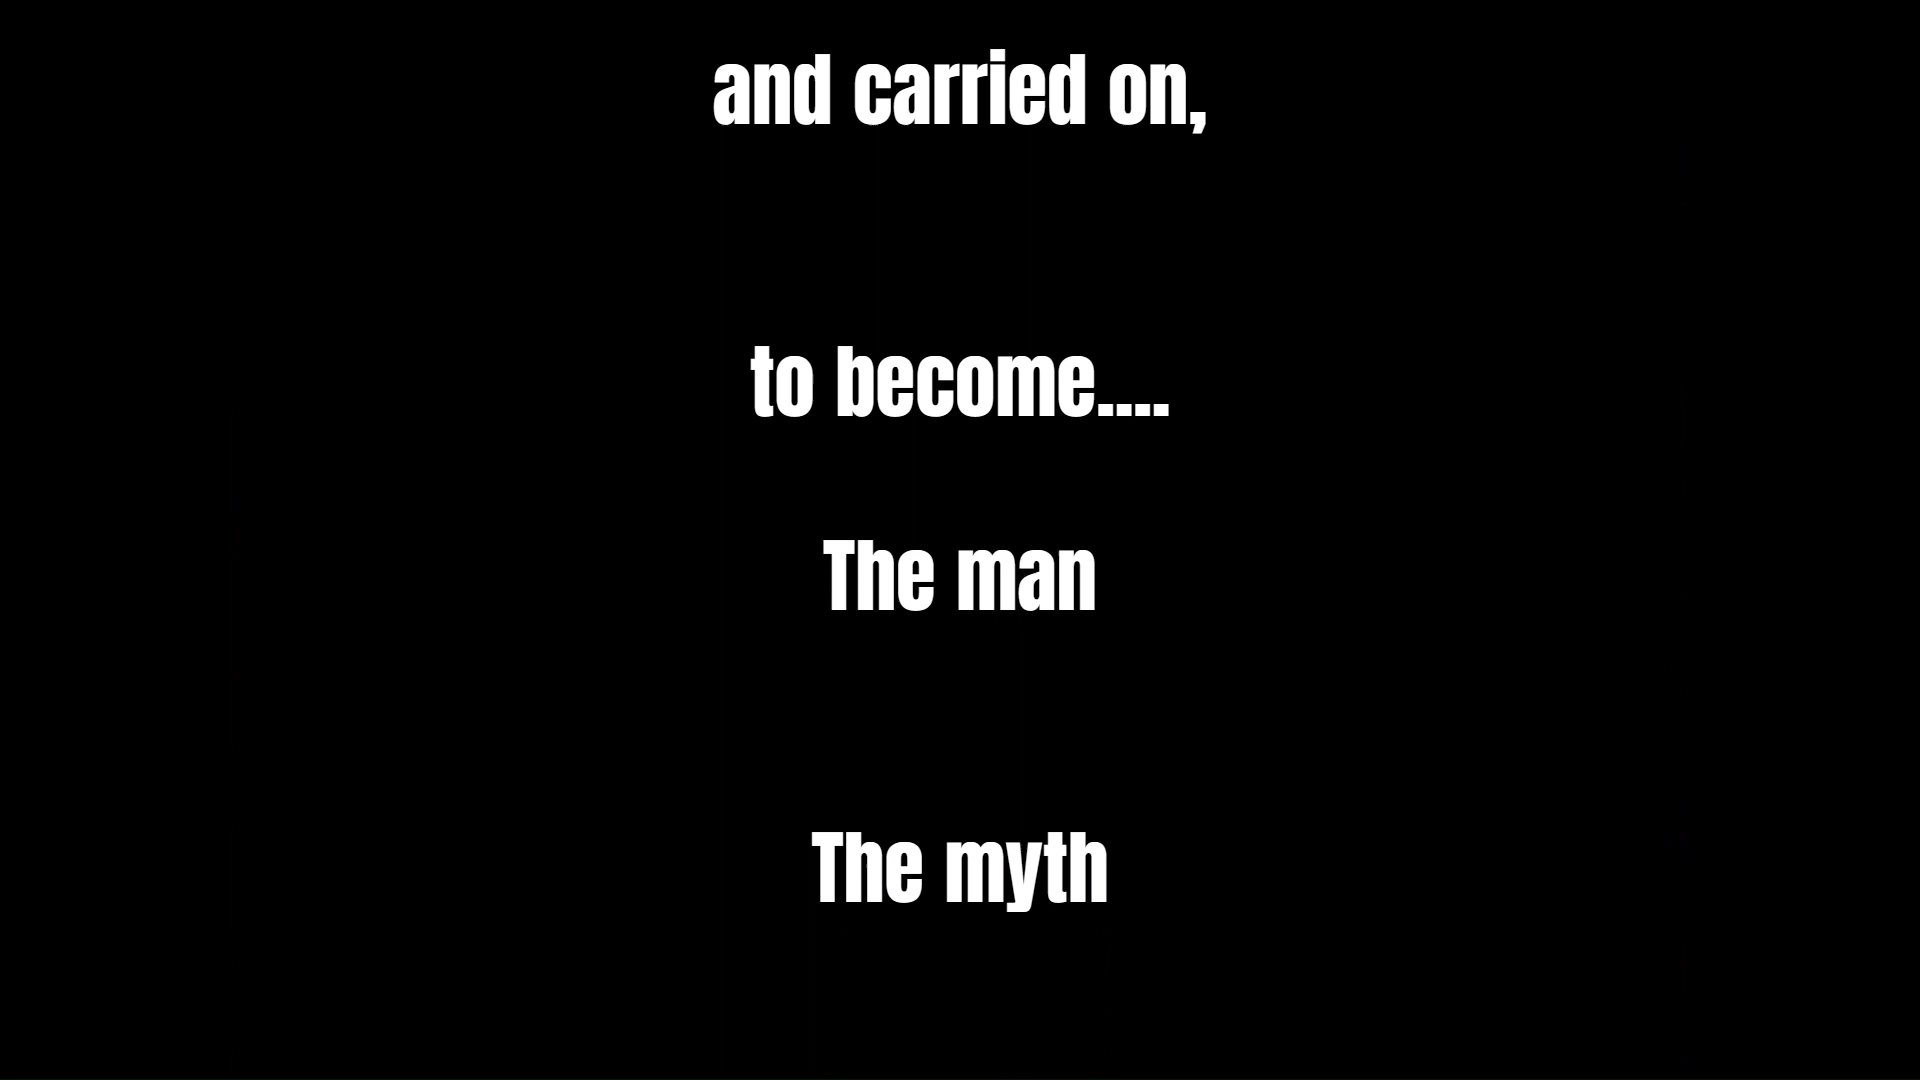 and carried on,
to become....
The man
The myth